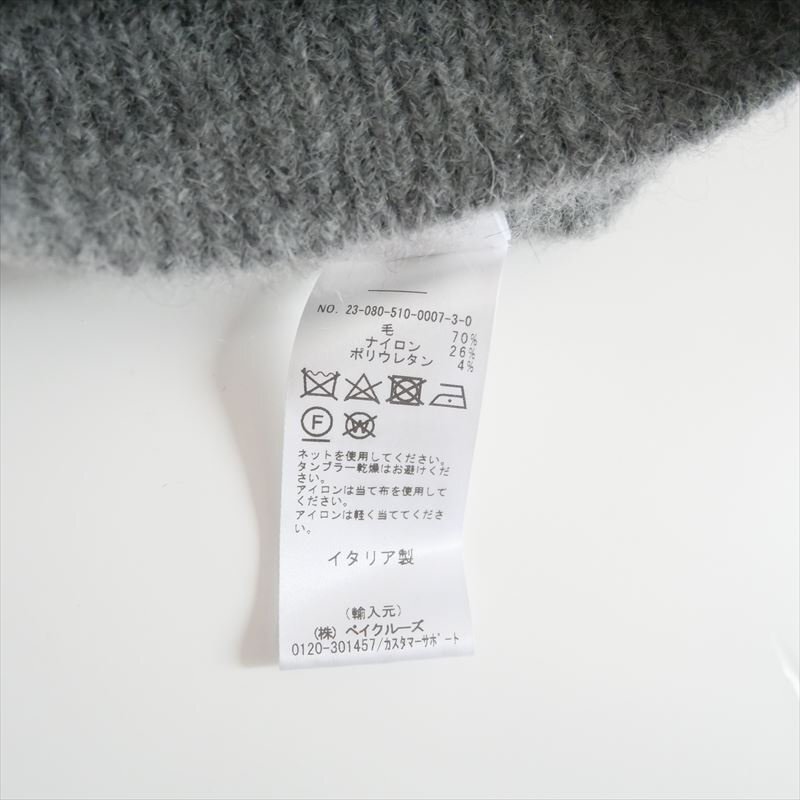 NO. 23-080-510-0007-3-0
毛 70%
ナイロン 26%
ポリウレタン 4%
F W
ネットを使用してください。
タンブラー乾燥はお避けくだ
さい。
アイロンは当て布を使用して
ください。
アイロンは軽く当ててくださ
い。
イタリア製
(輸入元)
(株) ベイクルーズ
0120-301457/カスタマーサポート